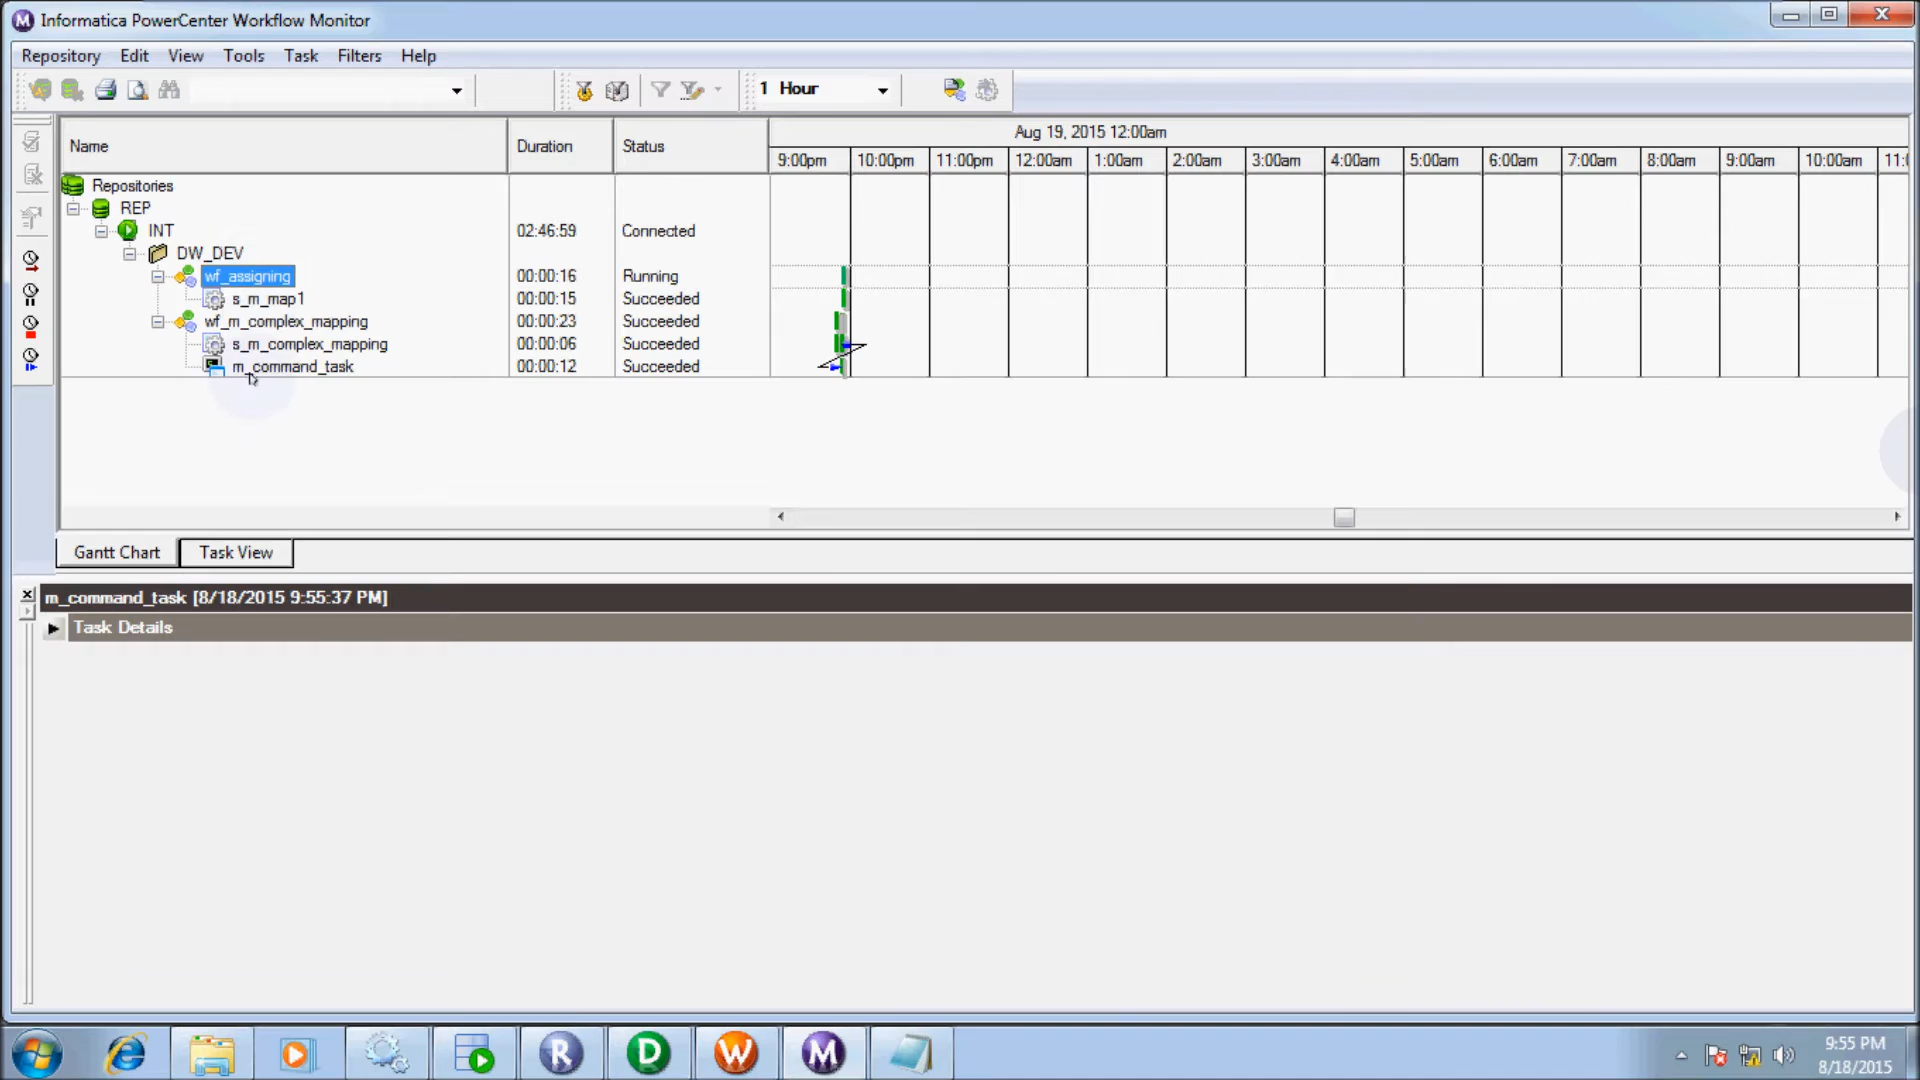 Informatica PowerCenter Workflow Monitor
Repository Edit View Tools Task Filters Help
1 Hour
Name Duration Status Aug 19, 2015 12:00am
9:00pm 10:00pm 11:00pm 12:00am 1:00am 2:00am 3:00am 4:00am 5:00am 6:00am 7:00am 8:00am 9:00am 10:00am
Repositories
REP
INT 02:46:59 Connected
DW_DEV
wf_assigning 00:00:16 Running
s_m_map1 00:00:15 Succeeded
wf_m_complex_mapping 00:00:23 Succeeded
s_m_complex_mapping 00:00:06 Succeeded
m_command_task 00:00:12 Succeeded
Gantt Chart Task View
m_command_task [8/18/2015 9:55:37 PM]
Task Details
R D W M
9:55 PM
8/18/2015